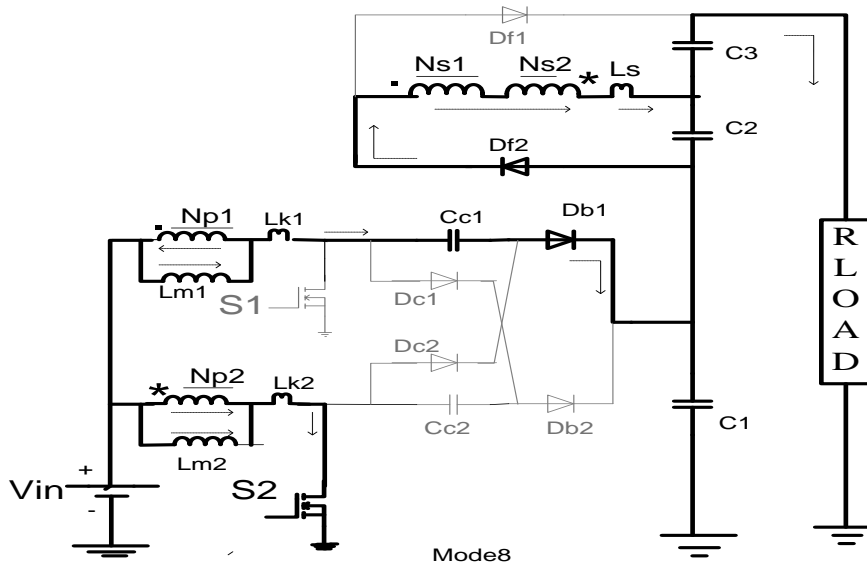 Df1
C3
Ns1 Ns2 * Ls
C2
Df2
Np1 Lk1 Cc1 Db1
Lm1
S1
Dc1
Dc2
RLOAD
* Np2 Lk2
Cc2 Db2
C1
Lm2
+
Vin
-
S2
Mode8